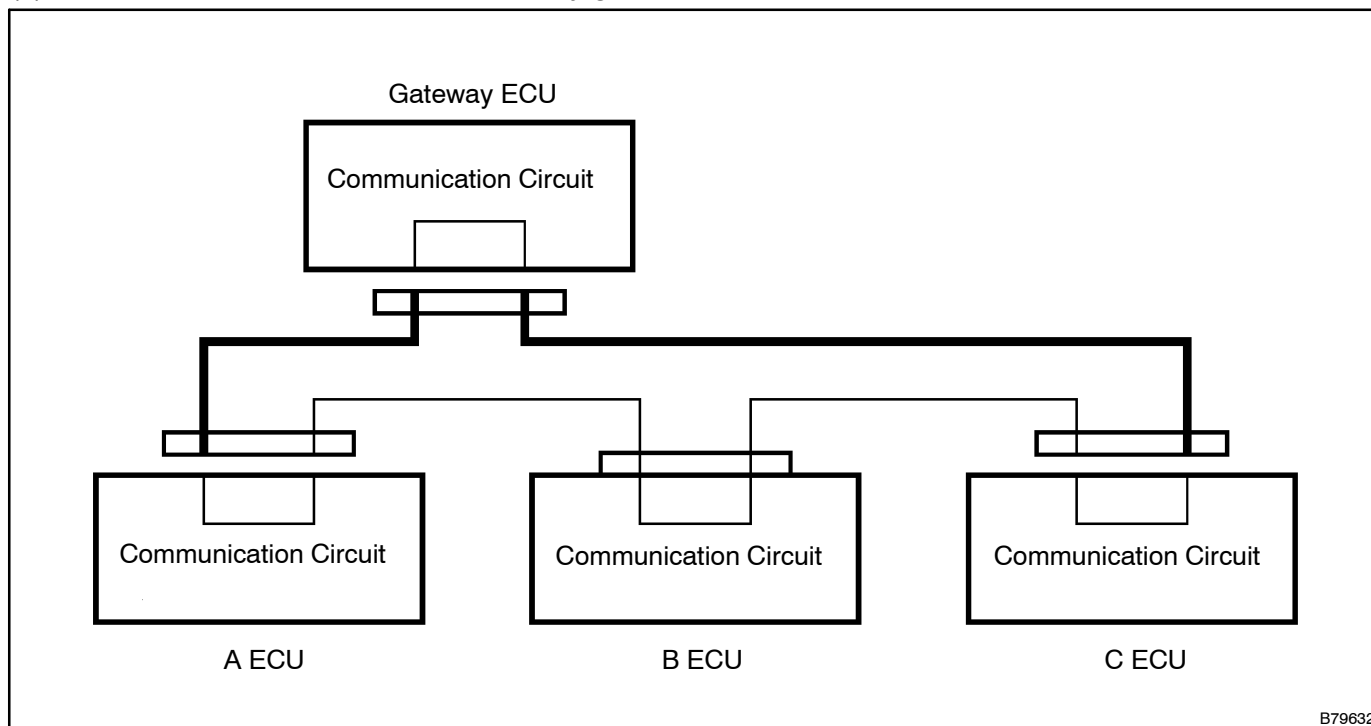 Gateway ECU
Communication Circuit
Communication Circuit
Communication Circuit
Communication Circuit
A ECU
B ECU
C ECU
B79632